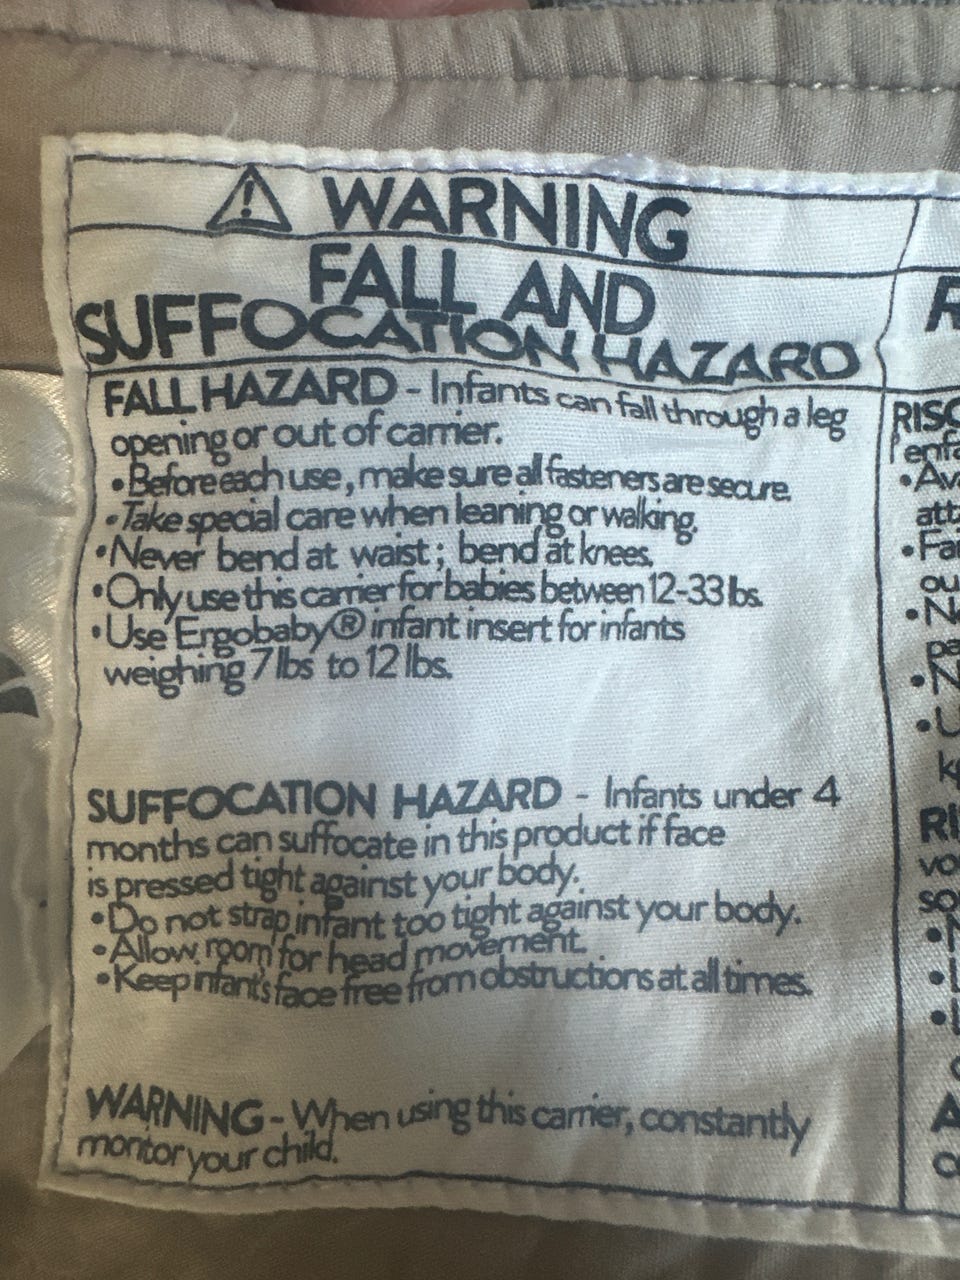 WARNING
FALL AND
SUFFOCATION HAZARD
FALL HAZARD - Infants can fall through a leg
opening or out of carrier.
•Before each use, make sure all fasteners are secure.
•Take special care when leaning or walking.
•Never bend at waist; bend at knees.
•Only use this carrier for babies between 12-33 lbs.
•Use Ergobaby® infant insert for infants
weighing 7 lbs to 12 lbs.
SUFFOCATION HAZARD - Infants under 4
months can suffocate in this product if face
is pressed tight against your body.
•Do not strap infant too tight against your body.
•Allow room for head movement.
•Keep infant's face free from obstructions at all times.
WARNING - When using this carrier, constantly
monitor your child.